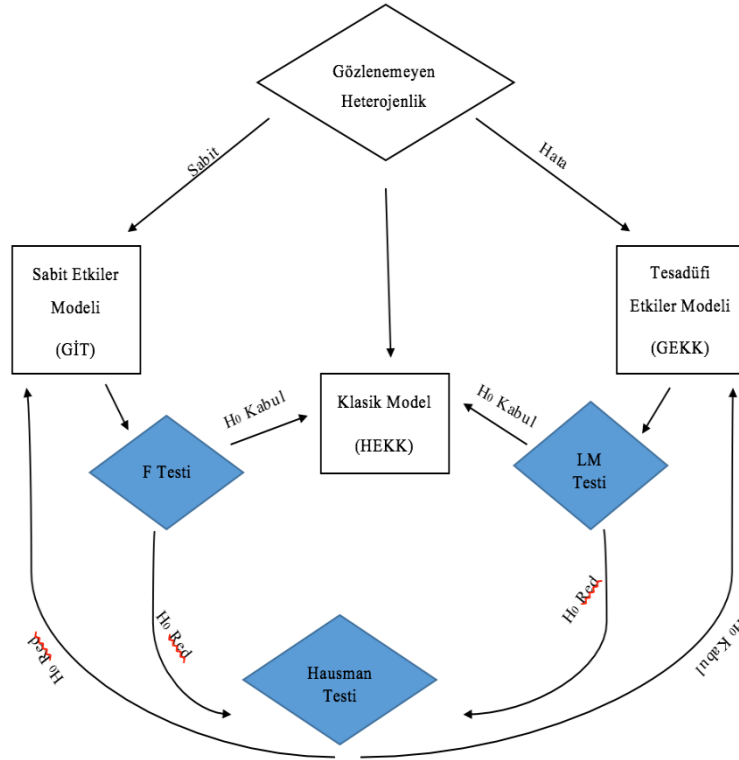 Gözlenemeyen
Heterojenlik
Sabit
Hata
Sabit Etkiler
Modeli
(GİT)
Tesadüfi
Etkiler Modeli
(GEKK)
H₀ Kabul
Klasik Model
(HEKK)
H₀ Kabul
F Testi
LM
Testi
H₀ Red
H₀ Red
H₀ Red
H₀ Kabul
Hausman
Testi